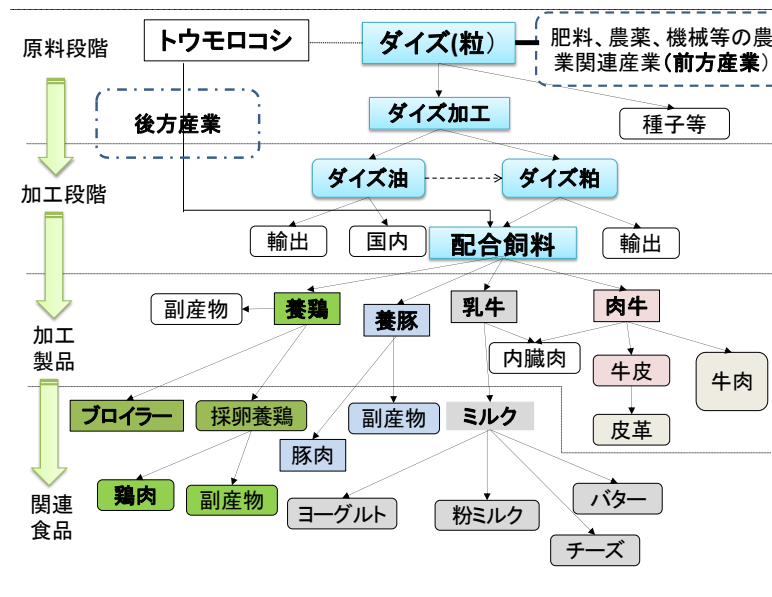 原料段階
トウモロコシ
ダイズ(粒）
肥料、農薬、機械等の農
業関連産業(前方産業)
後方産業
ダイズ加工
種子等
加工段階
ダイズ油
ダイズ粕
輸出
国内
配合飼料
輸出
副産物
養鶏
養豚
乳牛
肉牛
加工
製品
内臓肉
牛皮
牛肉
ブロイラー
採卵養鶏
副産物
ミルク
皮革
豚肉
鶏肉
副産物
関連
食品
ヨーグルト
粉ミルク
バター
チーズ